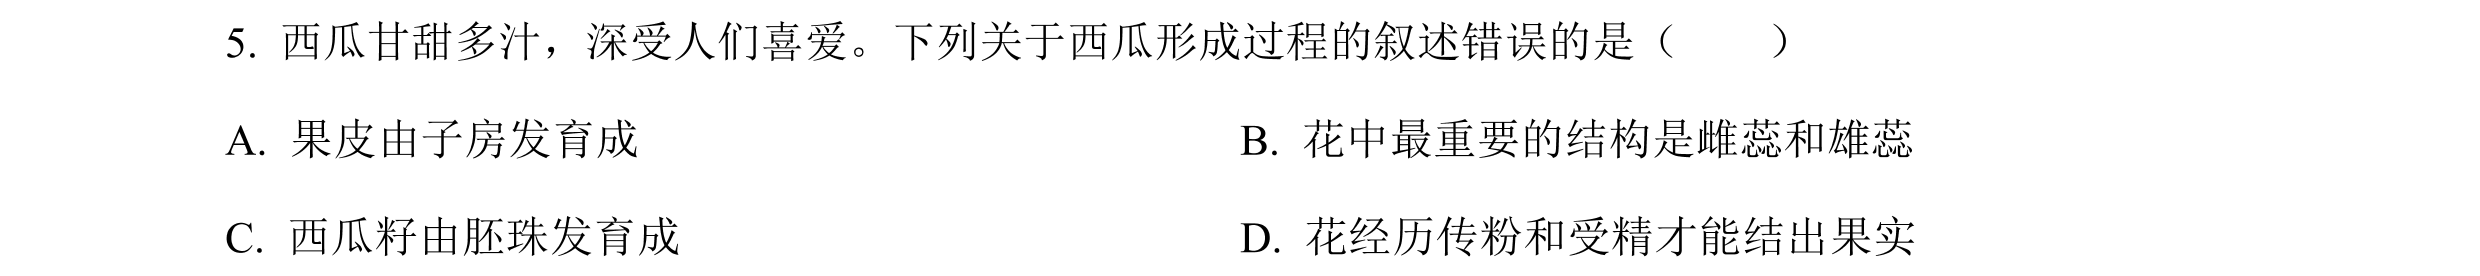 5. 西瓜甘甜多汁，深受人们喜爱。下列关于西瓜形成过程的叙述错误的是（　　）
A. 果皮由子房发育成　　B. 花中最重要的结构是雌蕊和雄蕊
C. 西瓜籽由胚珠发育成　　D. 花经历传粉和受精才能结出果实